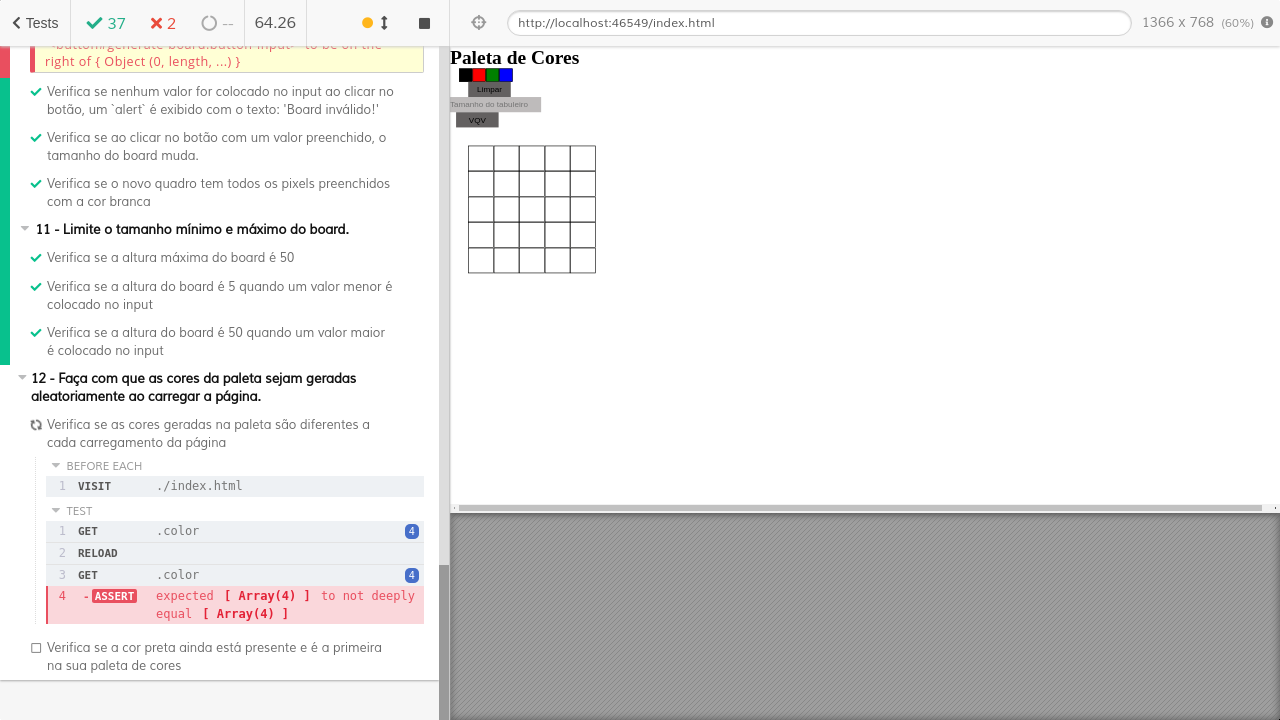 Tests
37
2
--
64.26
<button#generate-board.button-input> to be on the
right of { Object (0, length, ...) }
Verifica se nenhum valor for colocado no input ao clicar no
botão, um `alert` é exibido com o texto: 'Board inválido!'
Verifica se ao clicar no botão com um valor preenchido, o
tamanho do board muda.
Verifica se o novo quadro tem todos os pixels preenchidos
com a cor branca
11 - Limite o tamanho mínimo e máximo do board.
Verifica se a altura máxima do board é 50
Verifica se a altura do board é 5 quando um valor menor é
colocado no input
Verifica se a altura do board é 50 quando um valor maior
é colocado no input
12 - Faça com que as cores da paleta sejam geradas
aleatoriamente ao carregar a página.
Verifica se as cores geradas na paleta são diferentes a
cada carregamento da página
BEFORE EACH
1 VISIT ./index.html
TEST
1 GET .color 4
2 RELOAD
3 GET .color 4
4 -ASSERT expected [ Array(4) ] to not deeply
equal [ Array(4) ]
Verifica se a cor preta ainda está presente e é a primeira
na sua paleta de cores
http://localhost:46549/index.html
1366 x 768 (60%)
Paleta de Cores
Limpar
Tamanho do tabuleiro
VQV